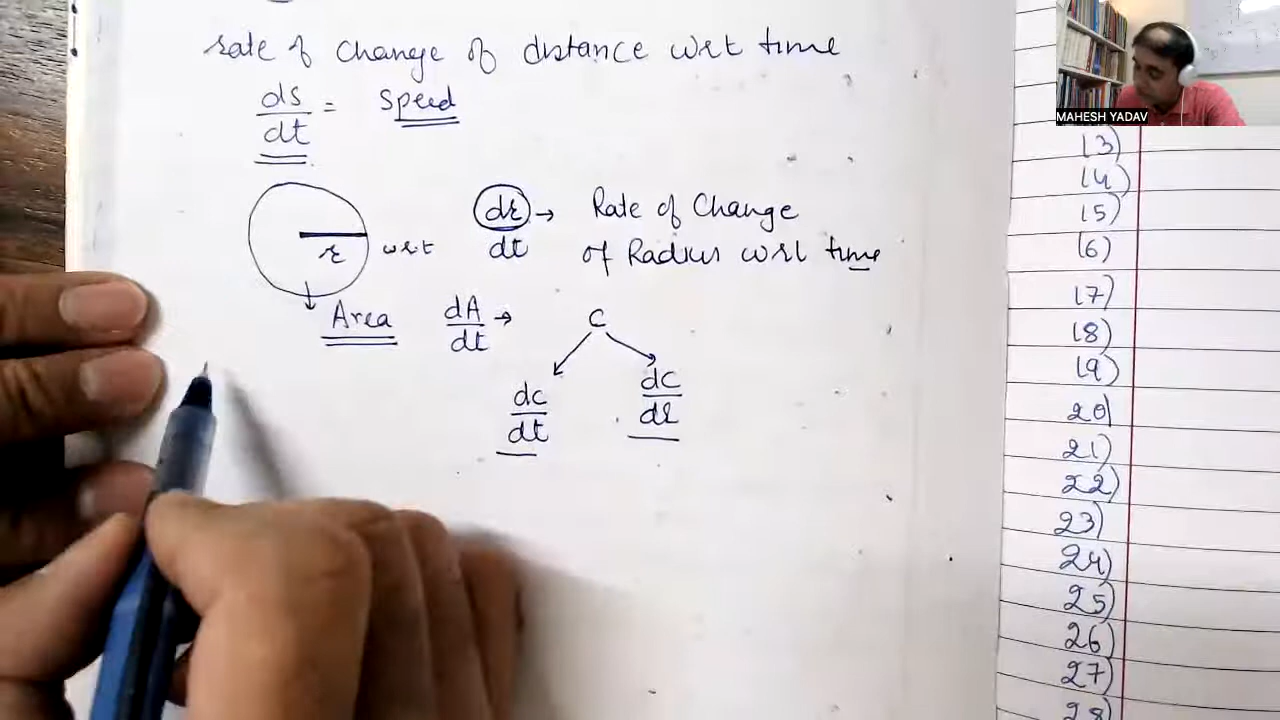 rate of change of distance wrt time
ds/dt = Speed
dr/dt → Rate of Change
of Radius wrt time
r wrt
Area dA/dt → C
dc/dt dc/dr
MAHESH YADAV
13)
14)
15)
16)
17)
18)
19)
20)
21)
22)
23)
24)
25)
26)
27)
28)